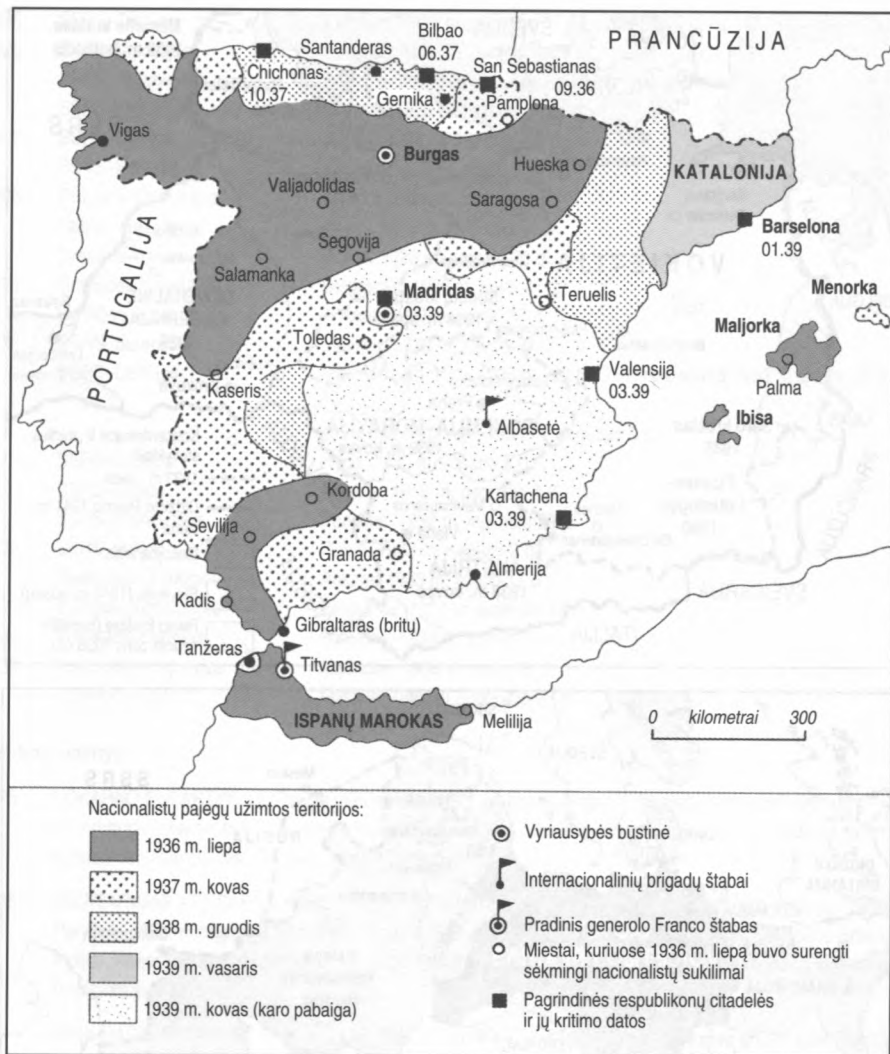 PRANCŪZIJA
Bilbao
06.37
Santanderas
San Sebastianas
09.36
Chichonas
10.37
Gernika
Pamplona
Vigas
Burgas
Hueska
KATALONIJA
Valjadolidas
Saragosa
Barselona
01.39
Segovija
Salamanka
Madridas
03.39
Menorka
PORTUGALIJA
Teruelis
Maljorka
Toledas
Palma
Kaseris
Valensija
03.39
Ibisa
Albasetė
Kordoba
Kartachena
03.39
Sevilija
Granada
Almerija
Kadis
Gibraltaras (britų)
Tanžeras
Titvanas
ISPANŲ MAROKAS
Melilija
0 kilometrai 300
Nacionalistų pajėgų užimtos teritorijos:
1936 m. liepa
1937 m. kovas
1938 m. gruodis
1939 m. vasaris
1939 m. kovas (karo pabaiga)
Vyriausybės būstinė
Internacionalinių brigadų štabai
Pradinis generolo Franco štabas
Miestai, kuriuose 1936 m. liepą buvo surengti
sėkmingi nacionalistų sukilimai
Pagrindinės respublikonų citadelės
ir jų kritimo datos